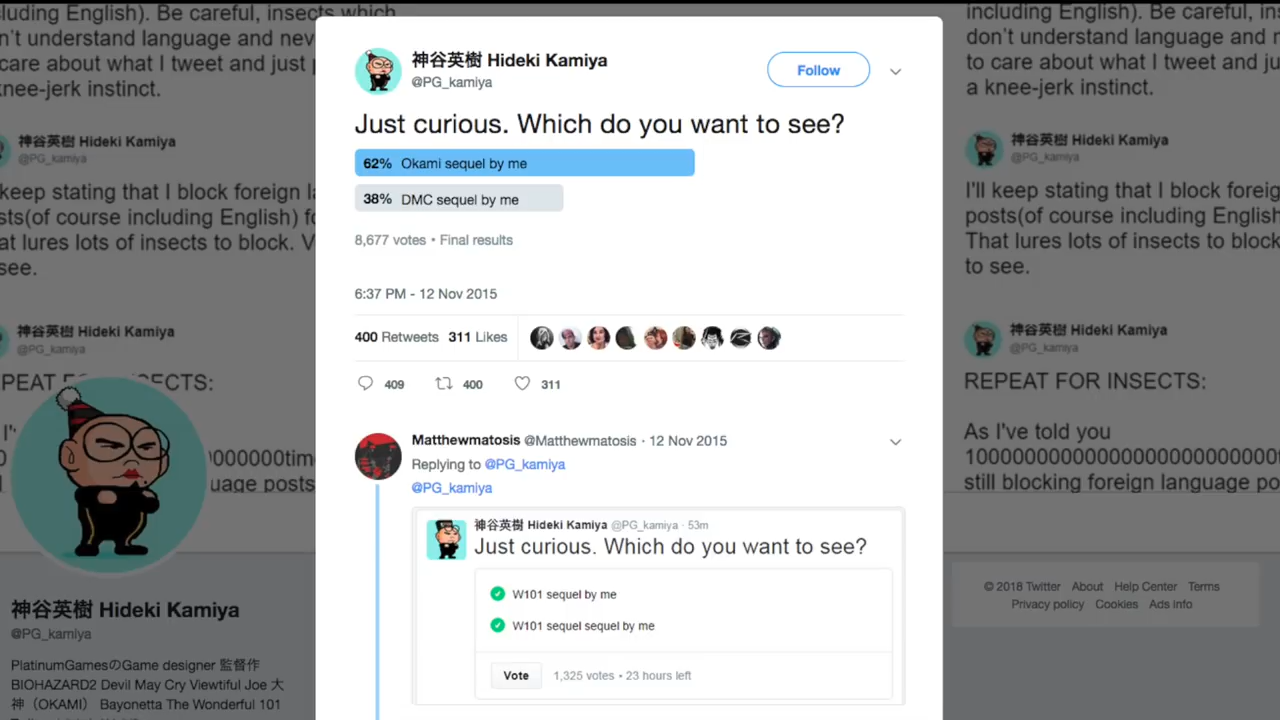 luding English). Be careful, insects which
n't understand language and nev
care about what I tweet and just
nee-jerk instinct.
神谷英樹 Hideki Kamiya
@PG_kamiya
keep stating that I block foreign la
sts(of course including English) fo
at lures lots of insects to block. V
see.
神谷英樹 Hideki Kamiya
@PG_kamiya
EPEAT F INSECTS:
I'
0000000tim
uage posts
神谷英樹 Hideki Kamiya
@PG_kamiya
PlatinumGamesのGame designer 監督作
BIOHAZARD2 Devil May Cry Viewtiful Joe 大
神（OKAMI） Bayonetta The Wonderful 101
神谷英樹 Hideki Kamiya
@PG_kamiya
Follow
Just curious. Which do you want to see?
62% Okami sequel by me
38% DMC sequel by me
8,677 votes • Final results
6:37 PM - 12 Nov 2015
400 Retweets 311 Likes
409 400 311
Matthewmatosis @Matthewmatosis · 12 Nov 2015
Replying to @PG_kamiya
@PG_kamiya
神谷英樹 Hideki Kamiya @PG_kamiya · 53m
Just curious. Which do you want to see?
W101 sequel by me
W101 sequel sequel by me
Vote 1,325 votes • 23 hours left
including English). Be careful, ins
don't understand language and n
to care about what I tweet and ju
a knee-jerk instinct.
神谷英樹 Hideki Kamiya
@PG_kamiya
I'll keep stating that I block foreig
posts(of course including English
That lures lots of insects to block
to see.
神谷英樹 Hideki Kamiya
@PG_kamiya
REPEAT FOR INSECTS:
As I've told you
still blocking foreign language po
© 2018 Twitter About Help Center Terms
Privacy policy Cookies Ads info